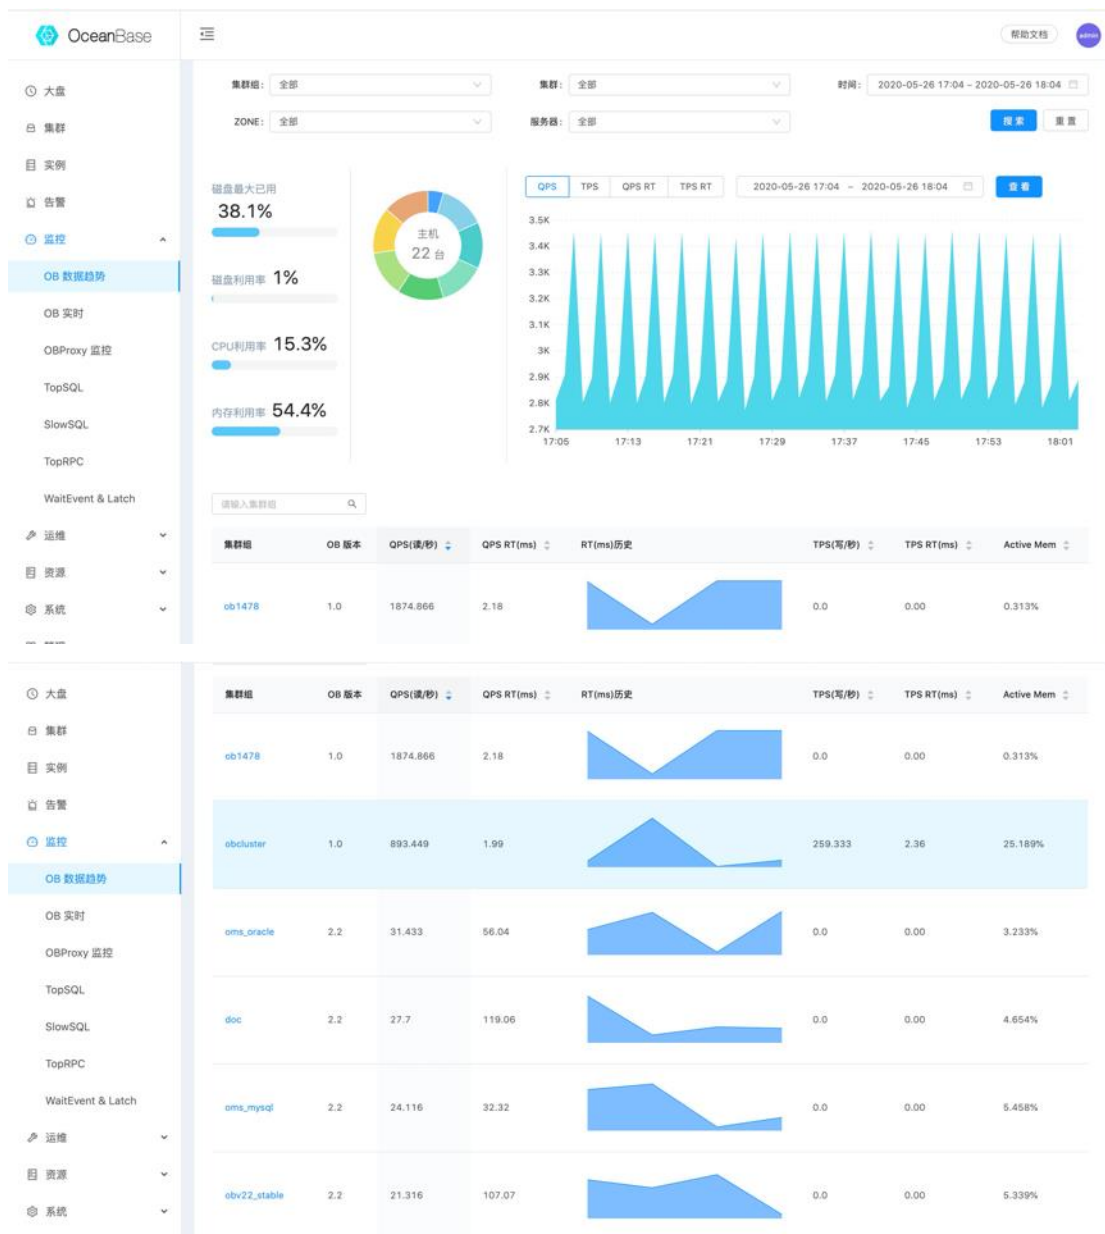 OceanBase
帮助文档 admin
大盘
集群
实例
告警
监控
OB 数据趋势
OB 实时
OBProxy 监控
TopSQL
SlowSQL
TopRPC
WaitEvent & Latch
运维
资源
系统
集群组: 全部 集群: 全部 时间: 2020-05-26 17:04 ~ 2020-05-26 18:04
ZONE: 全部 服务器: 全部 搜 索 重 置
磁盘最大已用
38.1%
磁盘利用率 1%
CPU利用率 15.3%
内存利用率 54.4%
主机
22 台
QPS TPS QPS RT TPS RT 2020-05-26 17:04 ~ 2020-05-26 18:04 查 看
3.5K
3.4K
3.3K
3.2K
3.1K
3K
2.9K
2.8K
2.7K
17:05 17:13 17:21 17:29 17:37 17:45 17:53 18:01
请输入集群组
集群组 OB 版本 QPS(读/秒) QPS RT(ms) RT(ms)历史 TPS(写/秒) TPS RT(ms) Active Mem
ob1478 1.0 1874.866 2.18 0.0 0.00 0.313%
大盘
集群
实例
告警
监控
OB 数据趋势
OB 实时
OBProxy 监控
TopSQL
SlowSQL
TopRPC
WaitEvent & Latch
运维
资源
系统
集群组 OB 版本 QPS(读/秒) QPS RT(ms) RT(ms)历史 TPS(写/秒) TPS RT(ms) Active Mem
ob1478 1.0 1874.866 2.18 0.0 0.00 0.313%
obcluster 1.0 893.449 1.99 259.333 2.36 25.189%
oms_oracle 2.2 31.433 56.04 0.0 0.00 3.233%
doc 2.2 27.7 119.06 0.0 0.00 4.654%
oms_mysql 2.2 24.116 32.32 0.0 0.00 5.458%
obv22_stable 2.2 21.316 107.07 0.0 0.00 5.339%